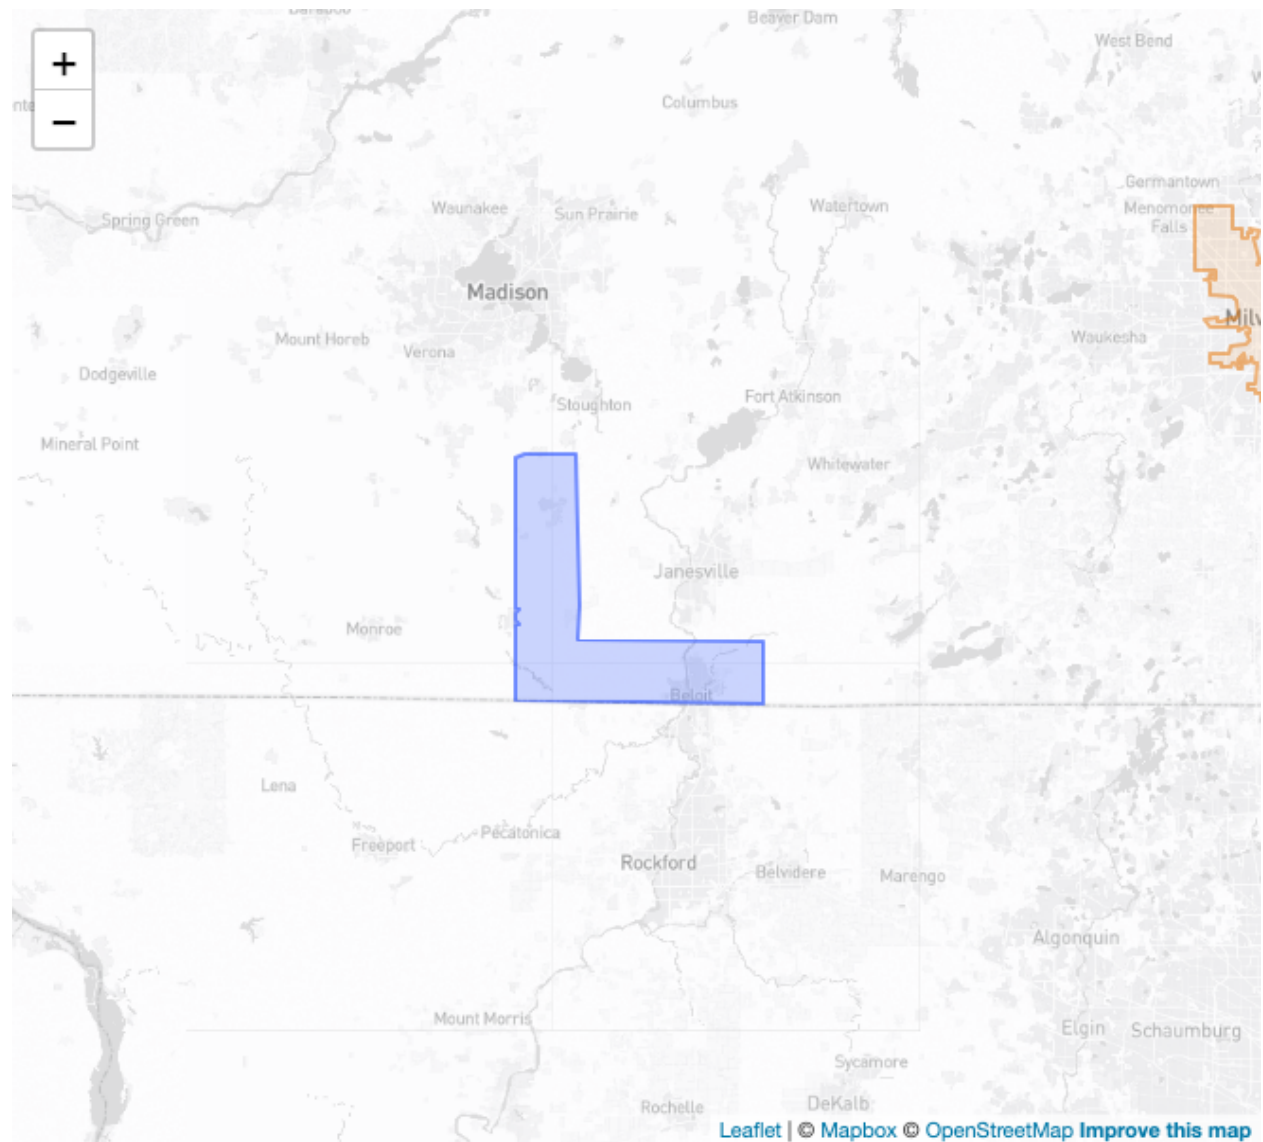 Beaver Dam
+
West Bend
Columbus
−
Germantown
Waunakee
Sun Prairie
Watertown
Menomonee
Falls
Spring Green
Madison
Mount Horeb
Verona
Waukesha
Dodgeville
Stoughton
Fort Atkinson
Mineral Point
Whitewater
Janesville
Monroe
Beloit
Lena
Pecatonica
Freeport
Rockford
Belvidere
Marengo
Algonquin
Mount Morris
Elgin
Schaumburg
Sycamore
Rochelle
DeKalb
Leaflet | © Mapbox © OpenStreetMap Improve this map